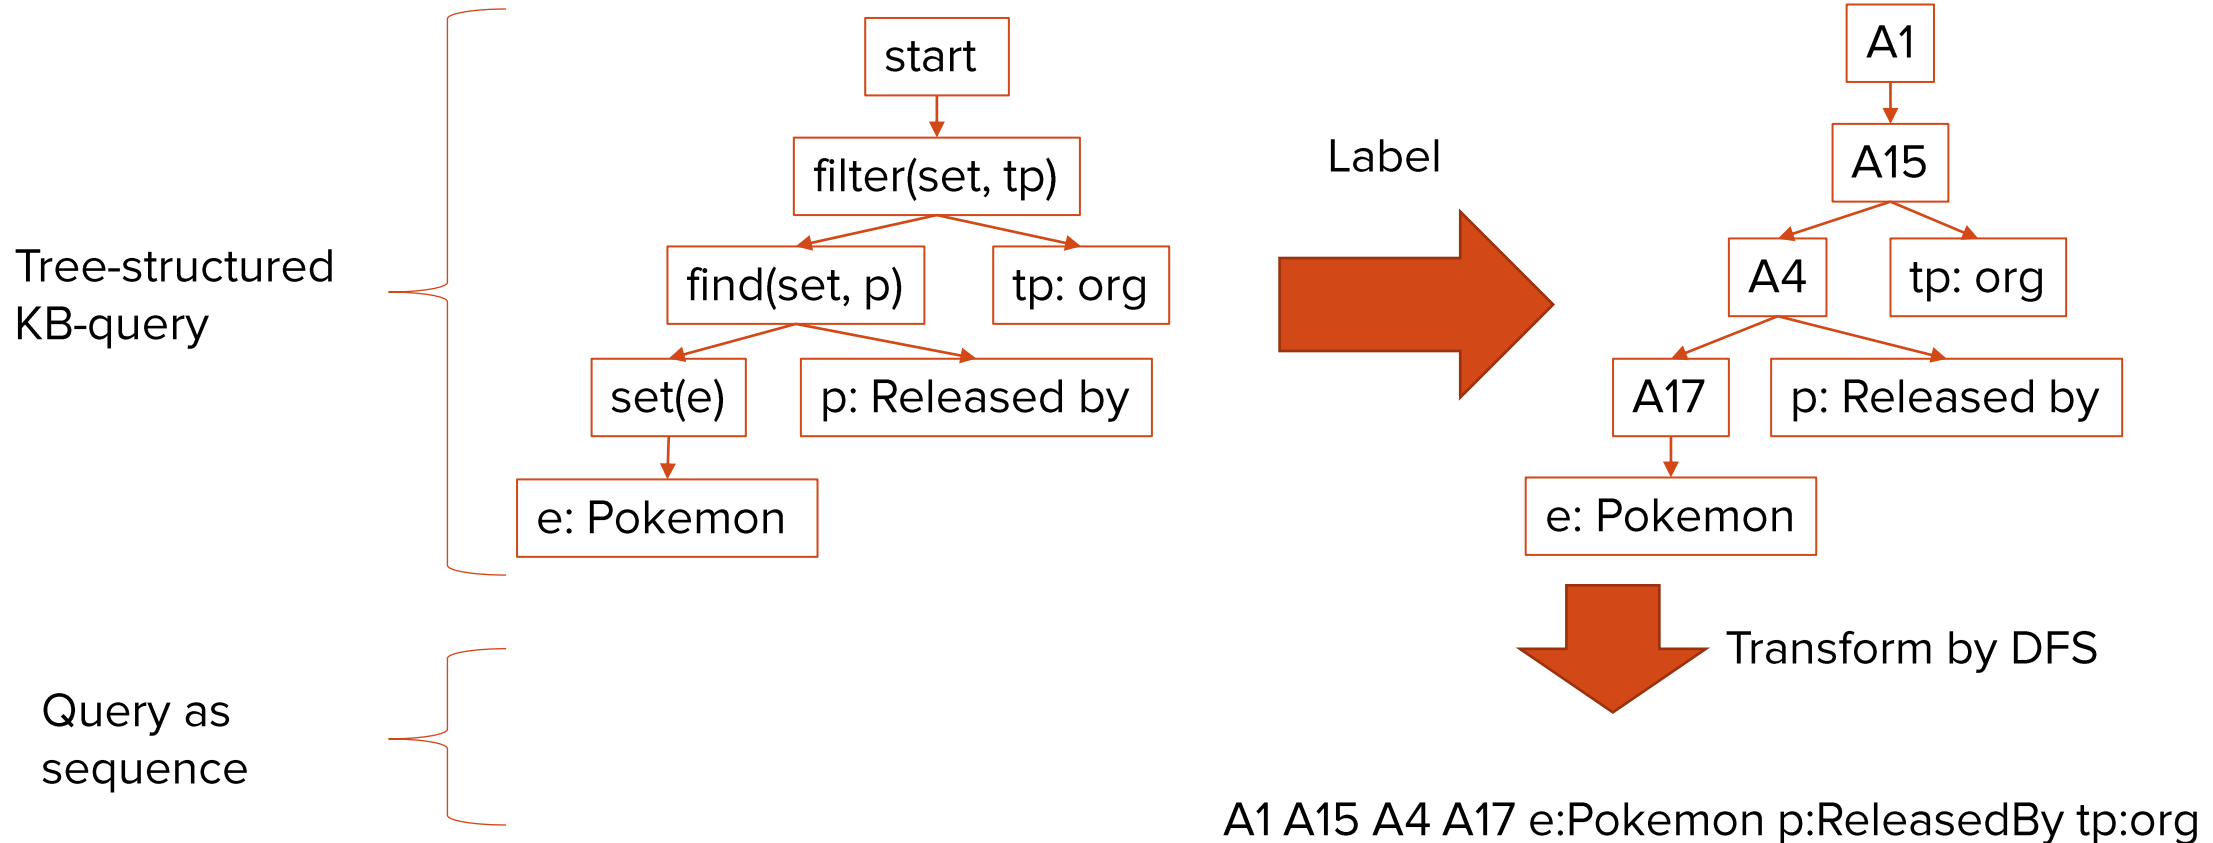 start
filter(set, tp)
find(set, p)
tp: org
set(e)
p: Released by
e: Pokemon
Tree-structured
KB-query
Label
A1
A15
A4
tp: org
A17
p: Released by
e: Pokemon
Transform by DFS
Query as
sequence
A1 A15 A4 A17 e:Pokemon p:ReleasedBy tp:org